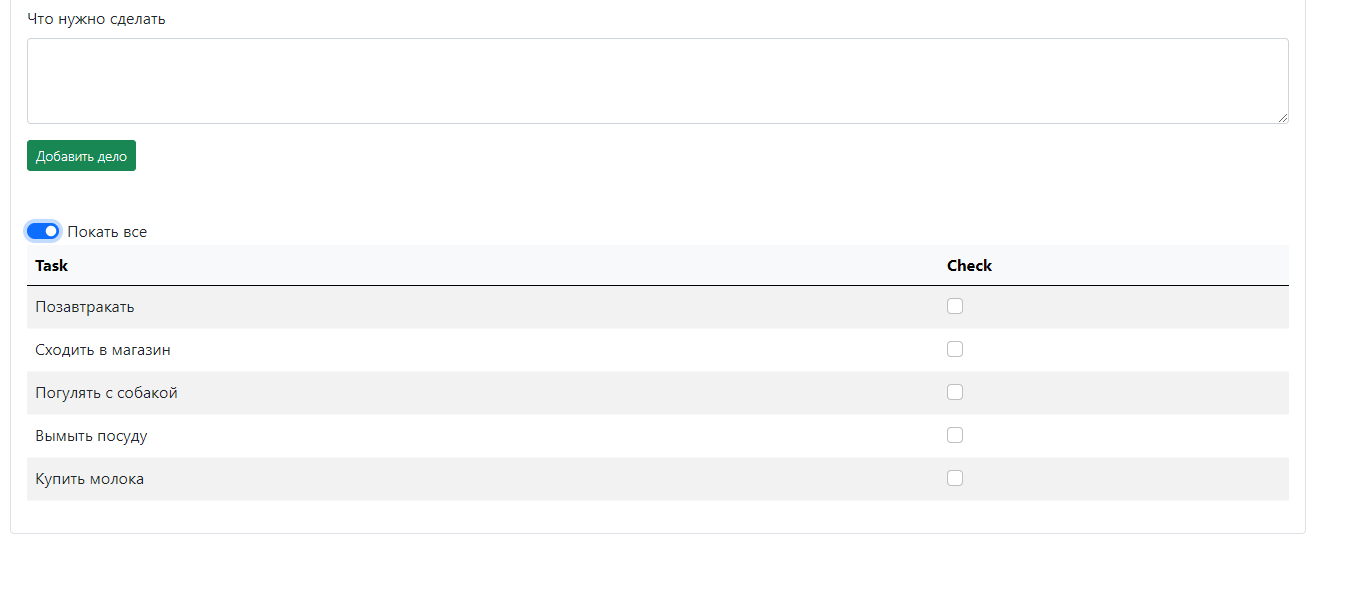 Что нужно сделать
Добавить дело
Покать все
Task Check
Позавтракать
Сходить в магазин
Погулять с собакой
Вымыть посуду
Купить молока